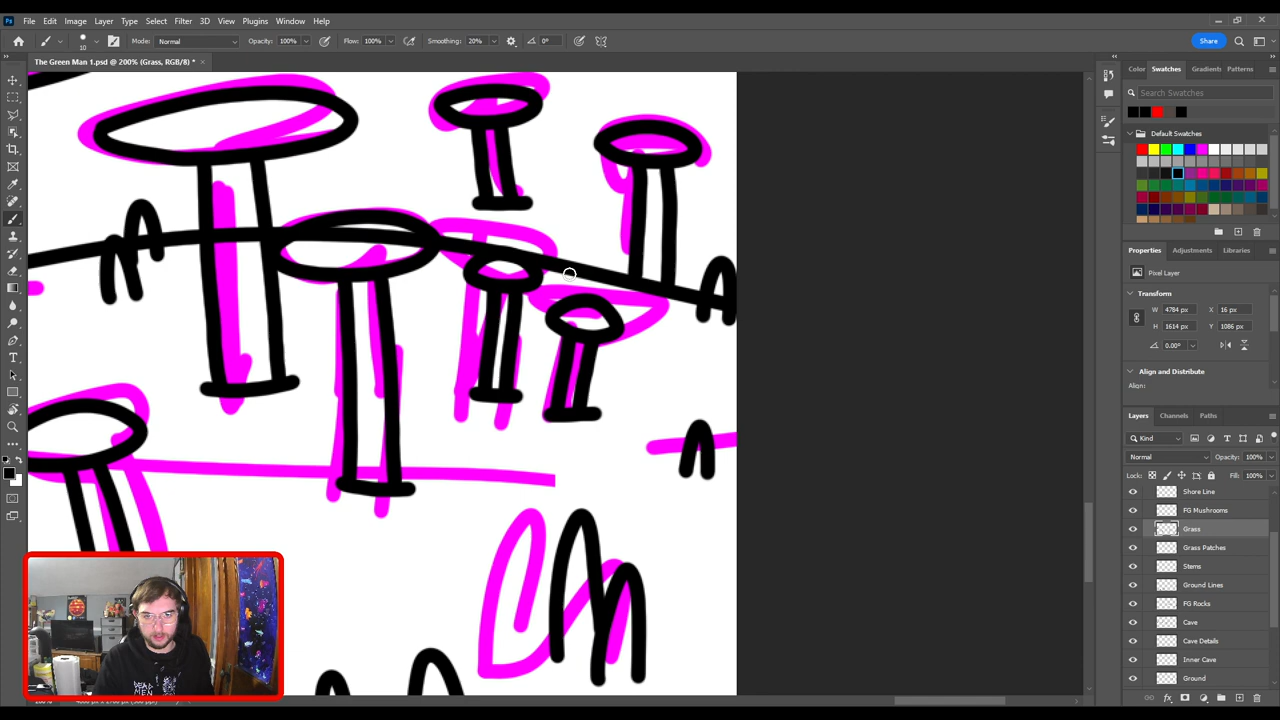 Ps File Edit Image Layer Type Select Filter 3D View Plugins Window Help
10 Mode: Normal Opacity: 100% Flow: 100% Smoothing: 20% 0° Share
The Green Man 1.psd @ 200% (Grass, RGB/8) *
Color Swatches Gradients Patterns
Search Swatches
Default Swatches
Properties Adjustments Libraries
Pixel Layer
Transform
W 4784 px X 16 px
H 1614 px Y 1086 px
0.00°
Align and Distribute
Align:
Layers Channels Paths
Kind
Normal Opacity: 100%
Lock: Fill: 100%
Shore Line
FG Mushrooms
Grass
Grass Patches
Stems
Ground Lines
FG Rocks
Cave
Cave Details
Inner Cave
Ground
DEAD
MEN